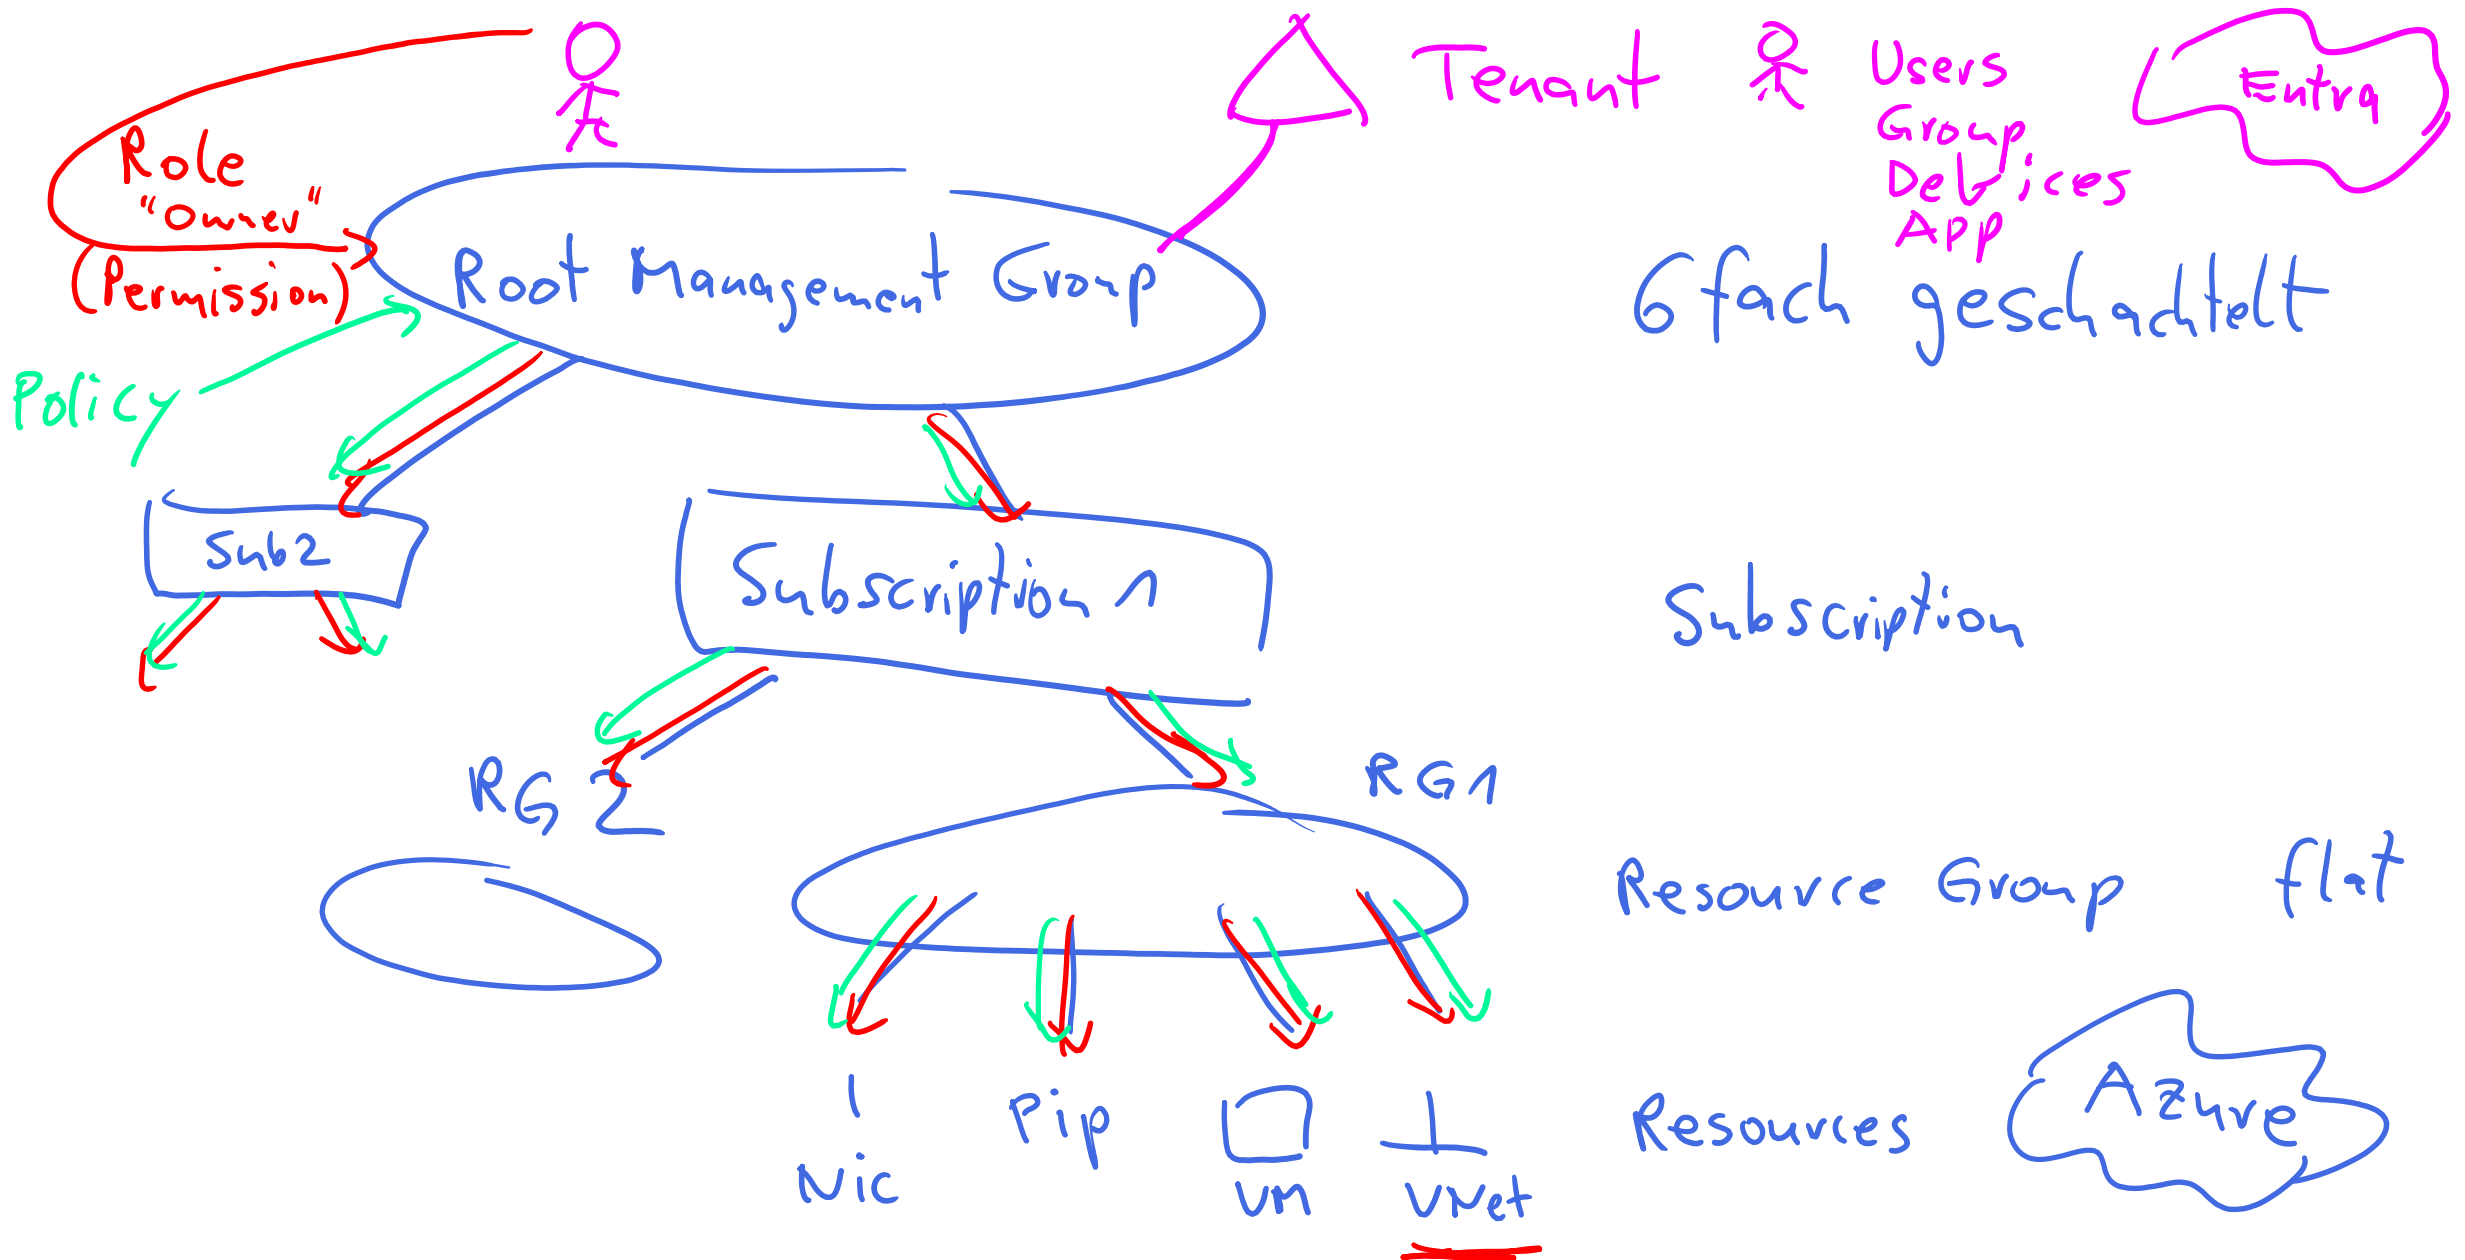 Tenant
Users
Group
Devices
App
Entra
Role
"Owner"
(Permission)
Root Management Group
6fach geschachtelt
Policy
Sub2
Subscription 1
Subscription
RG 2
RG1
Resource Group flat
Nic
Pip
Vm
Vnet
Resources
Azure